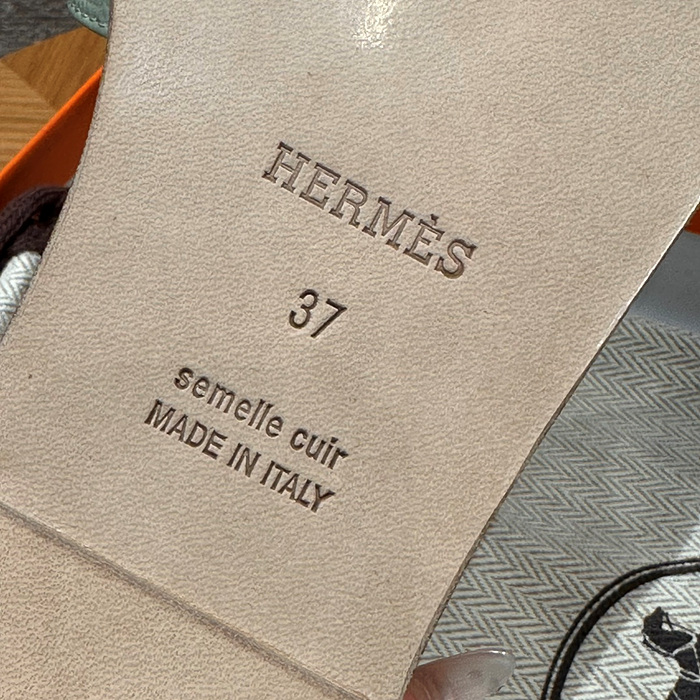 HERMÈS
37
semelle cuir
MADE IN ITALY